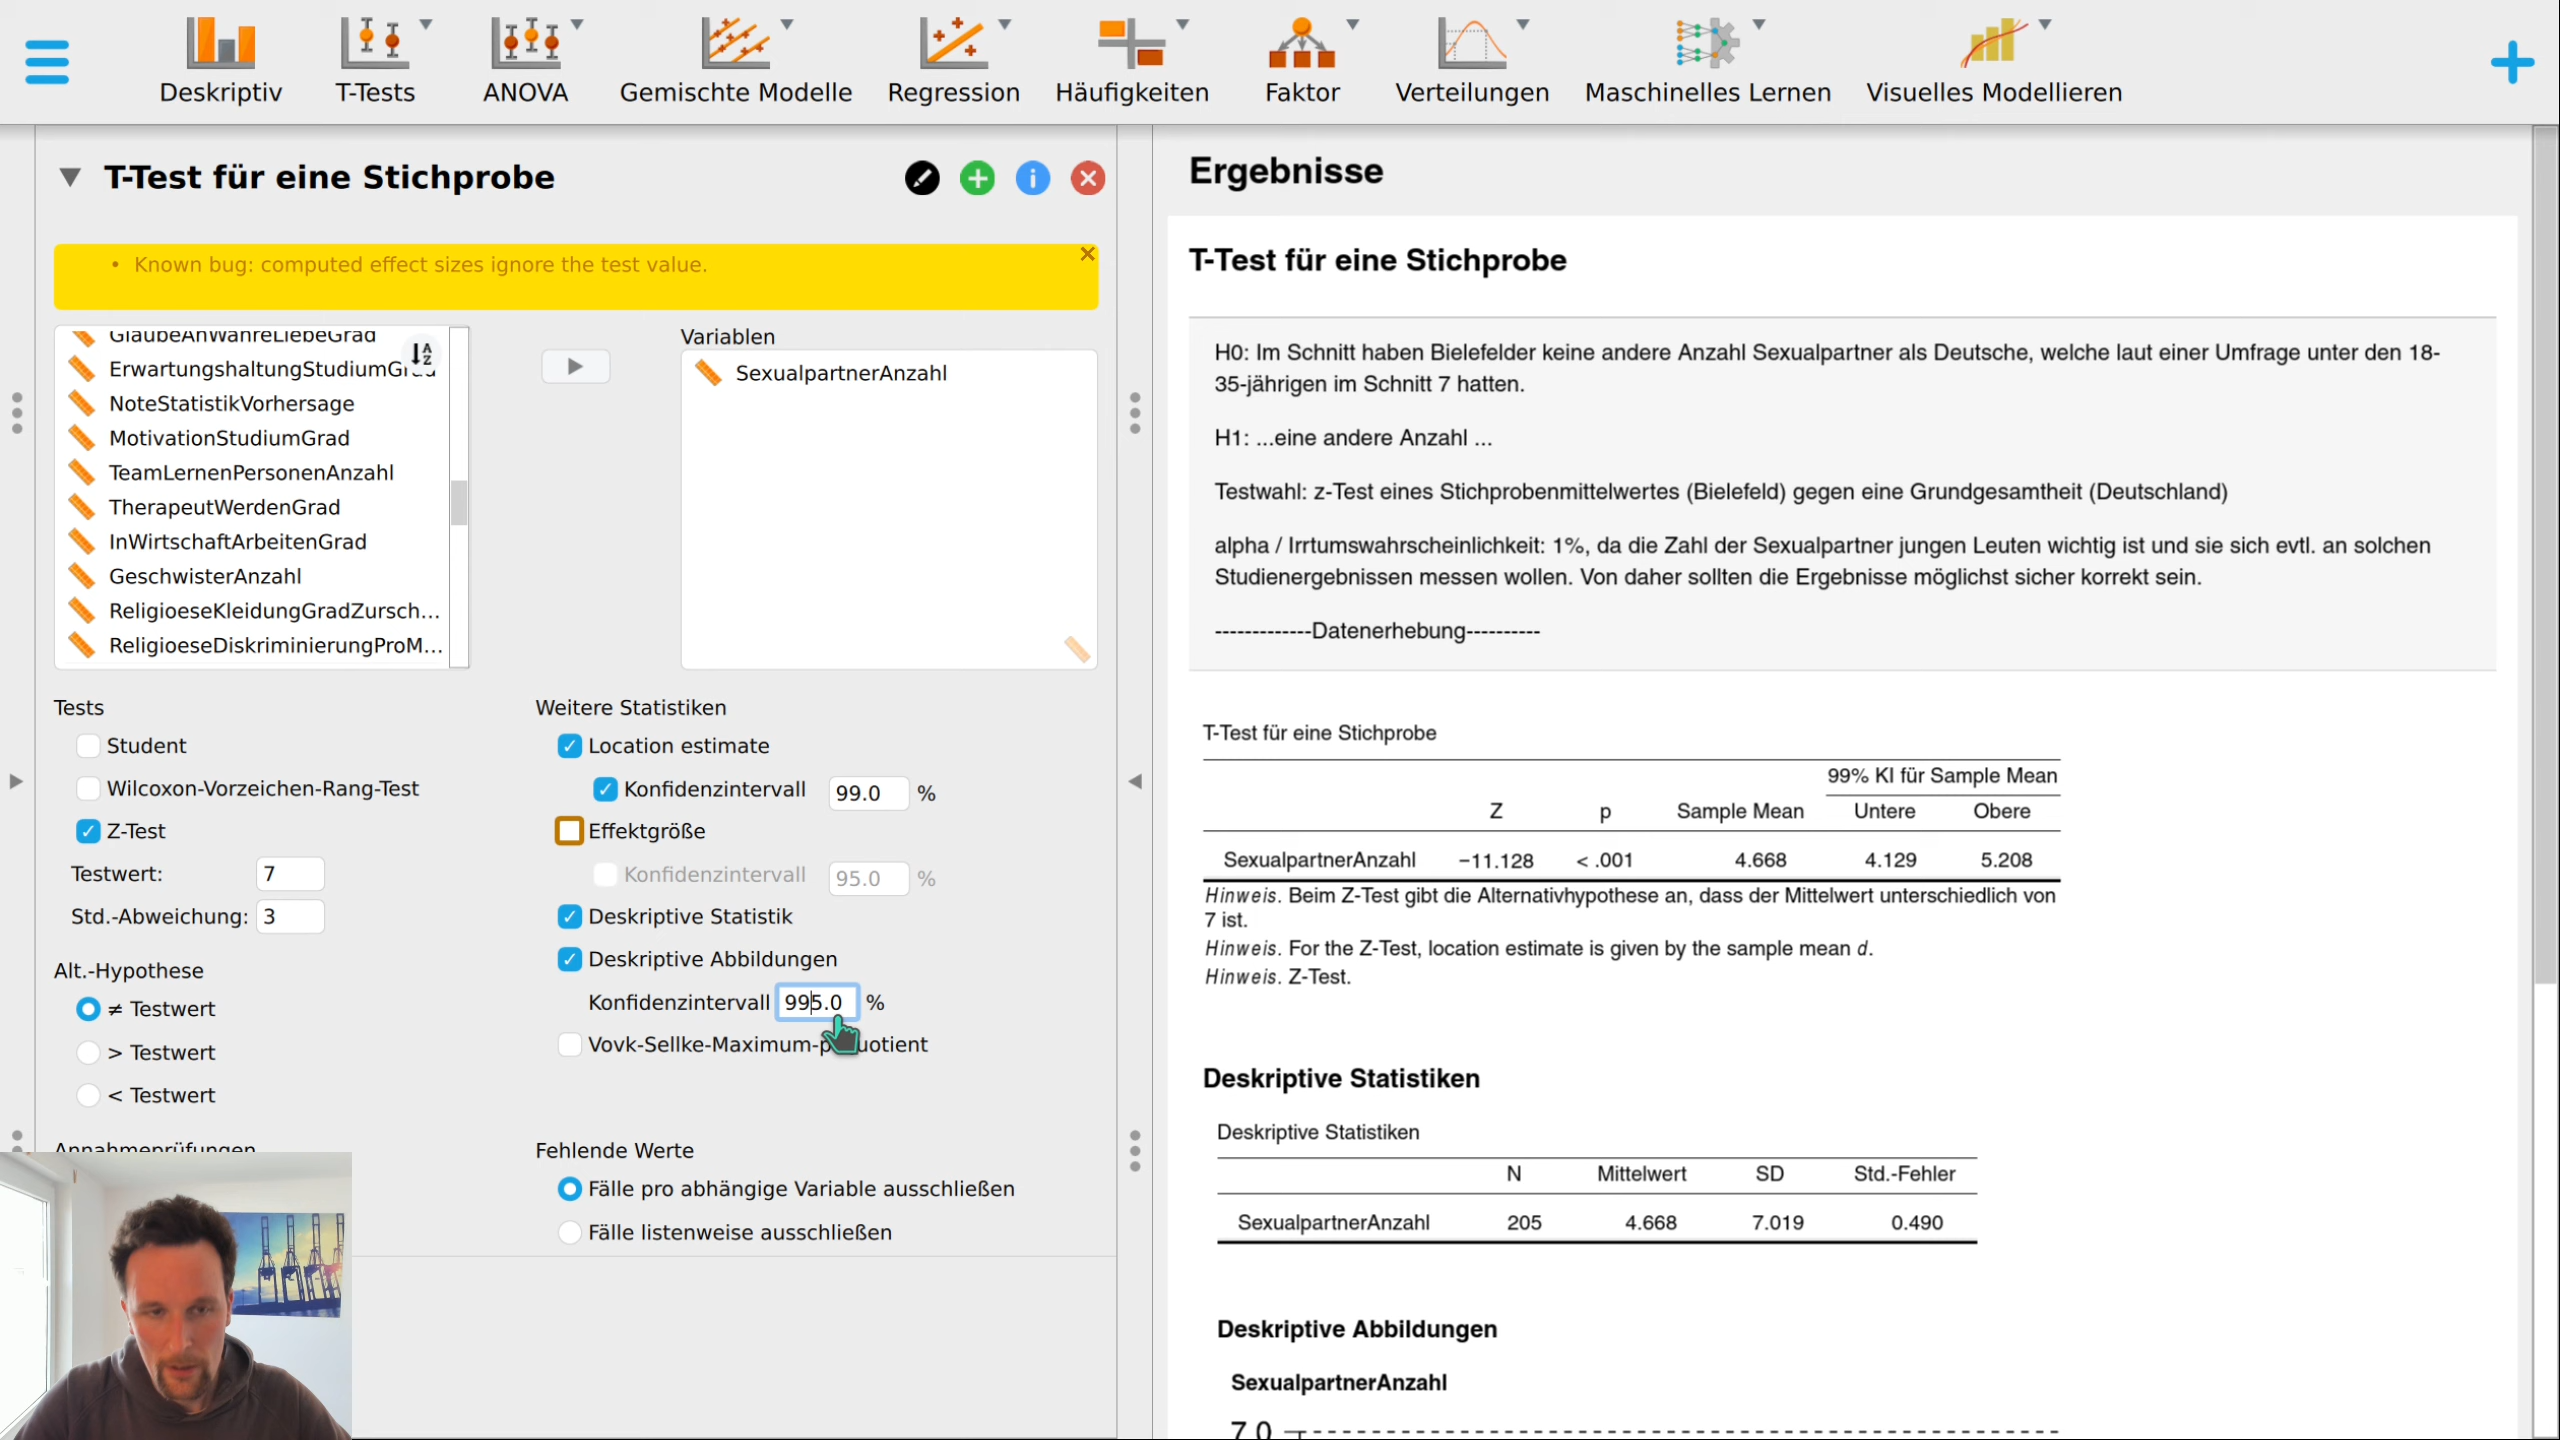 Deskriptiv
T-Tests
ANOVA
Gemischte Modelle
Regression
Häufigkeiten
Faktor
Verteilungen
Maschinelles Lernen
Visuelles Modellieren
T-Test für eine Stichprobe
• Known bug: computed effect sizes ignore the test value.
GlaubeAnWahreLiebeGrad
NoteStatistikVorhersage
MotivationStudiumGrad
TeamLernenPersonenAnzahl
TherapeutWerdenGrad
InWirtschaftArbeitenGrad
GeschwisterAnzahl
ReligioeseKleidungGradZursch...
ReligioeseDiskriminierungProM...
Variablen
SexualpartnerAnzahl
Tests
Student
Wilcoxon-Vorzeichen-Rang-Test
Z-Test
Testwert: 7
Std.-Abweichung: 3
Alt.-Hypothese
≠ Testwert
> Testwert
< Testwert
Annahmeprüfungen
Weitere Statistiken
Location estimate
Konfidenzintervall 99.0 %
Effektgröße
Konfidenzintervall 95.0 %
Deskriptive Statistik
Deskriptive Abbildungen
Konfidenzintervall 995.0 %
Fehlende Werte
Fälle pro abhängige Variable ausschließen
Fälle listenweise ausschließen
Ergebnisse
T-Test für eine Stichprobe
H0: Im Schnitt haben Bielefelder keine andere Anzahl Sexualpartner als Deutsche, welche laut einer Umfrage unter den 18-
35-jährigen im Schnitt 7 hatten.
H1: ...eine andere Anzahl ...
Testwahl: z-Test eines Stichprobenmittelwertes (Bielefeld) gegen eine Grundgesamtheit (Deutschland)
alpha / Irrtumswahrscheinlichkeit: 1%, da die Zahl der Sexualpartner jungen Leuten wichtig ist und sie sich evtl. an solchen
Studienergebnissen messen wollen. Von daher sollten die Ergebnisse möglichst sicher korrekt sein.
-------------Datenerhebung----------
T-Test für eine Stichprobe
99% KI für Sample Mean
Z p Sample Mean Untere Obere
SexualpartnerAnzahl −11.128 < .001 4.668 4.129 5.208
Hinweis. Beim Z-Test gibt die Alternativhypothese an, dass der Mittelwert unterschiedlich von
7 ist.
Hinweis. For the Z-Test, location estimate is given by the sample mean d.
Hinweis. Z-Test.
Deskriptive Statistiken
Deskriptive Statistiken
N Mittelwert SD Std.-Fehler
SexualpartnerAnzahl 205 4.668 7.019 0.490
Deskriptive Abbildungen
SexualpartnerAnzahl
7.0